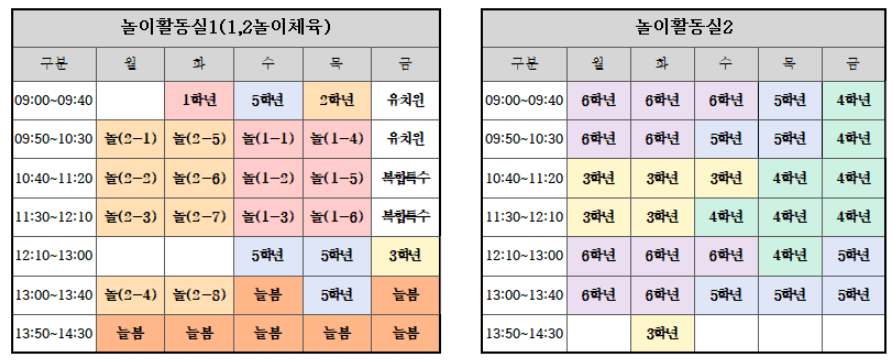 놀이활동실1(1,2놀이체육)
구분 월 화 수 목 금
09:00~09:40 1학년 5학년 2학년 유치원
09:50~10:30 놀(2-1) 놀(2-5) 놀(1-1) 놀(1-4) 유치원
10:40~11:20 놀(2-2) 놀(2-6) 놀(1-2) 놀(1-5) 복합특수
11:30~12:10 놀(2-3) 놀(2-7) 놀(1-3) 놀(1-6) 복합특수
12:10~13:00 5학년 5학년 3학년
13:00~13:40 놀(2-4) 놀(2-8) 늘봄 5학년 늘봄
13:50~14:30 늘봄 늘봄 늘봄 늘봄 늘봄
놀이활동실2
구분 월 화 수 목 금
09:00~09:40 6학년 6학년 6학년 5학년 4학년
09:50~10:30 6학년 6학년 5학년 5학년 4학년
10:40~11:20 3학년 3학년 3학년 4학년 4학년
11:30~12:10 3학년 3학년 4학년 4학년 4학년
12:10~13:00 6학년 6학년 6학년 4학년 5학년
13:00~13:40 6학년 6학년 5학년 5학년 5학년
13:50~14:30 3학년